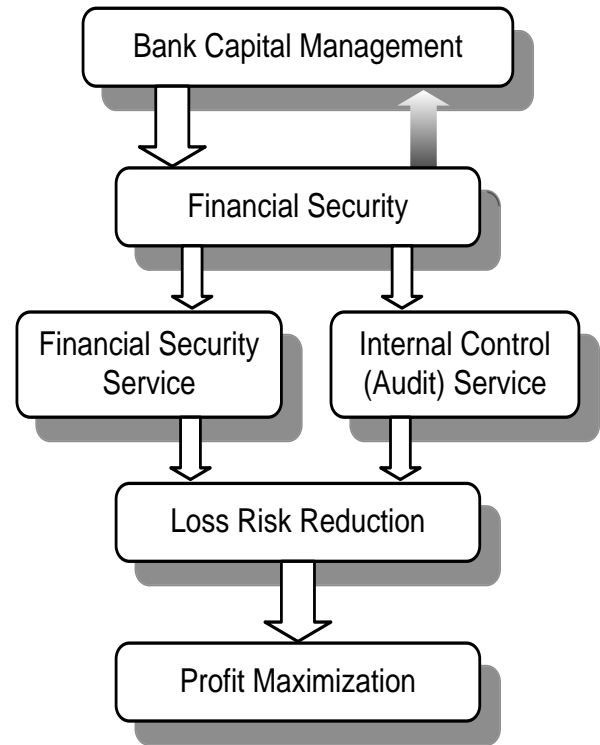 Bank Capital Management
Financial Security
Financial Security
Service
Internal Control
(Audit) Service
Loss Risk Reduction
Profit Maximization